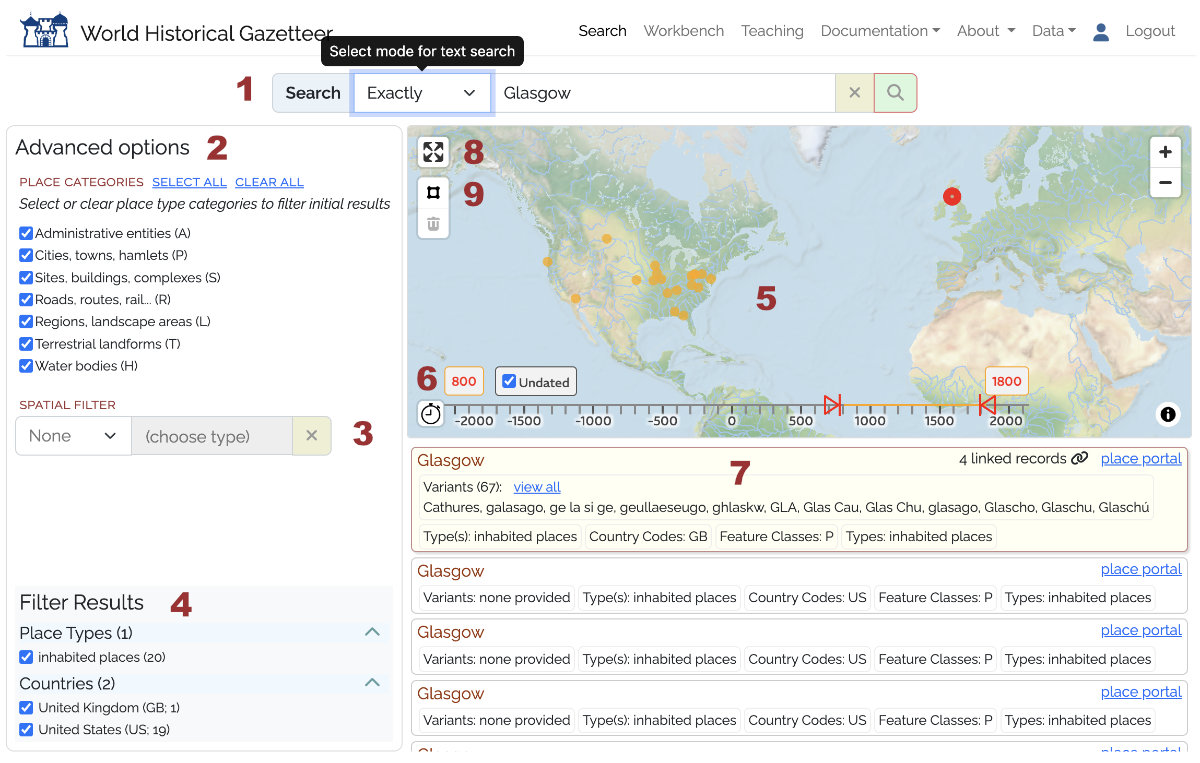 World Historical Gazetteer
Search Workbench Teaching Documentation About Data Logout
Select mode for text search
1 Search Exactly Glasgow
Advanced options 2
PLACE CATEGORIES SELECT ALL CLEAR ALL
Select or clear place type categories to filter initial results
Administrative entities (A)
Cities, towns, hamlets (P)
Sites, buildings, complexes (S)
Roads, routes, rail... (R)
Regions, landscape areas (L)
Terrestrial landforms (T)
Water bodies (H)
SPATIAL FILTER
None (choose type) × 3
Filter Results 4
Place Types (1)
inhabited places (20)
Countries (2)
United Kingdom (GB; 1)
United States (US; 19)
8
9
+
−
5
6 800 Undated 1800
-2000 -1500 -1000 -500 0 500 1000 1500 2000
Glasgow 7 4 linked records place portal
Variants (67): view all
Cathures, galasago, ge la si ge, geullaeseugo, ghlaskw, GLA, Glas Cau, Glas Chu, glasago, Glascho, Glaschu, Glaschú
Type(s): inhabited places Country Codes: GB Feature Classes: P Types: inhabited places
Glasgow place portal
Variants: none provided Type(s): inhabited places Country Codes: US Feature Classes: P Types: inhabited places
Glasgow place portal
Variants: none provided Type(s): inhabited places Country Codes: US Feature Classes: P Types: inhabited places
Glasgow place portal
Variants: none provided Type(s): inhabited places Country Codes: US Feature Classes: P Types: inhabited places
Glasgow place portal